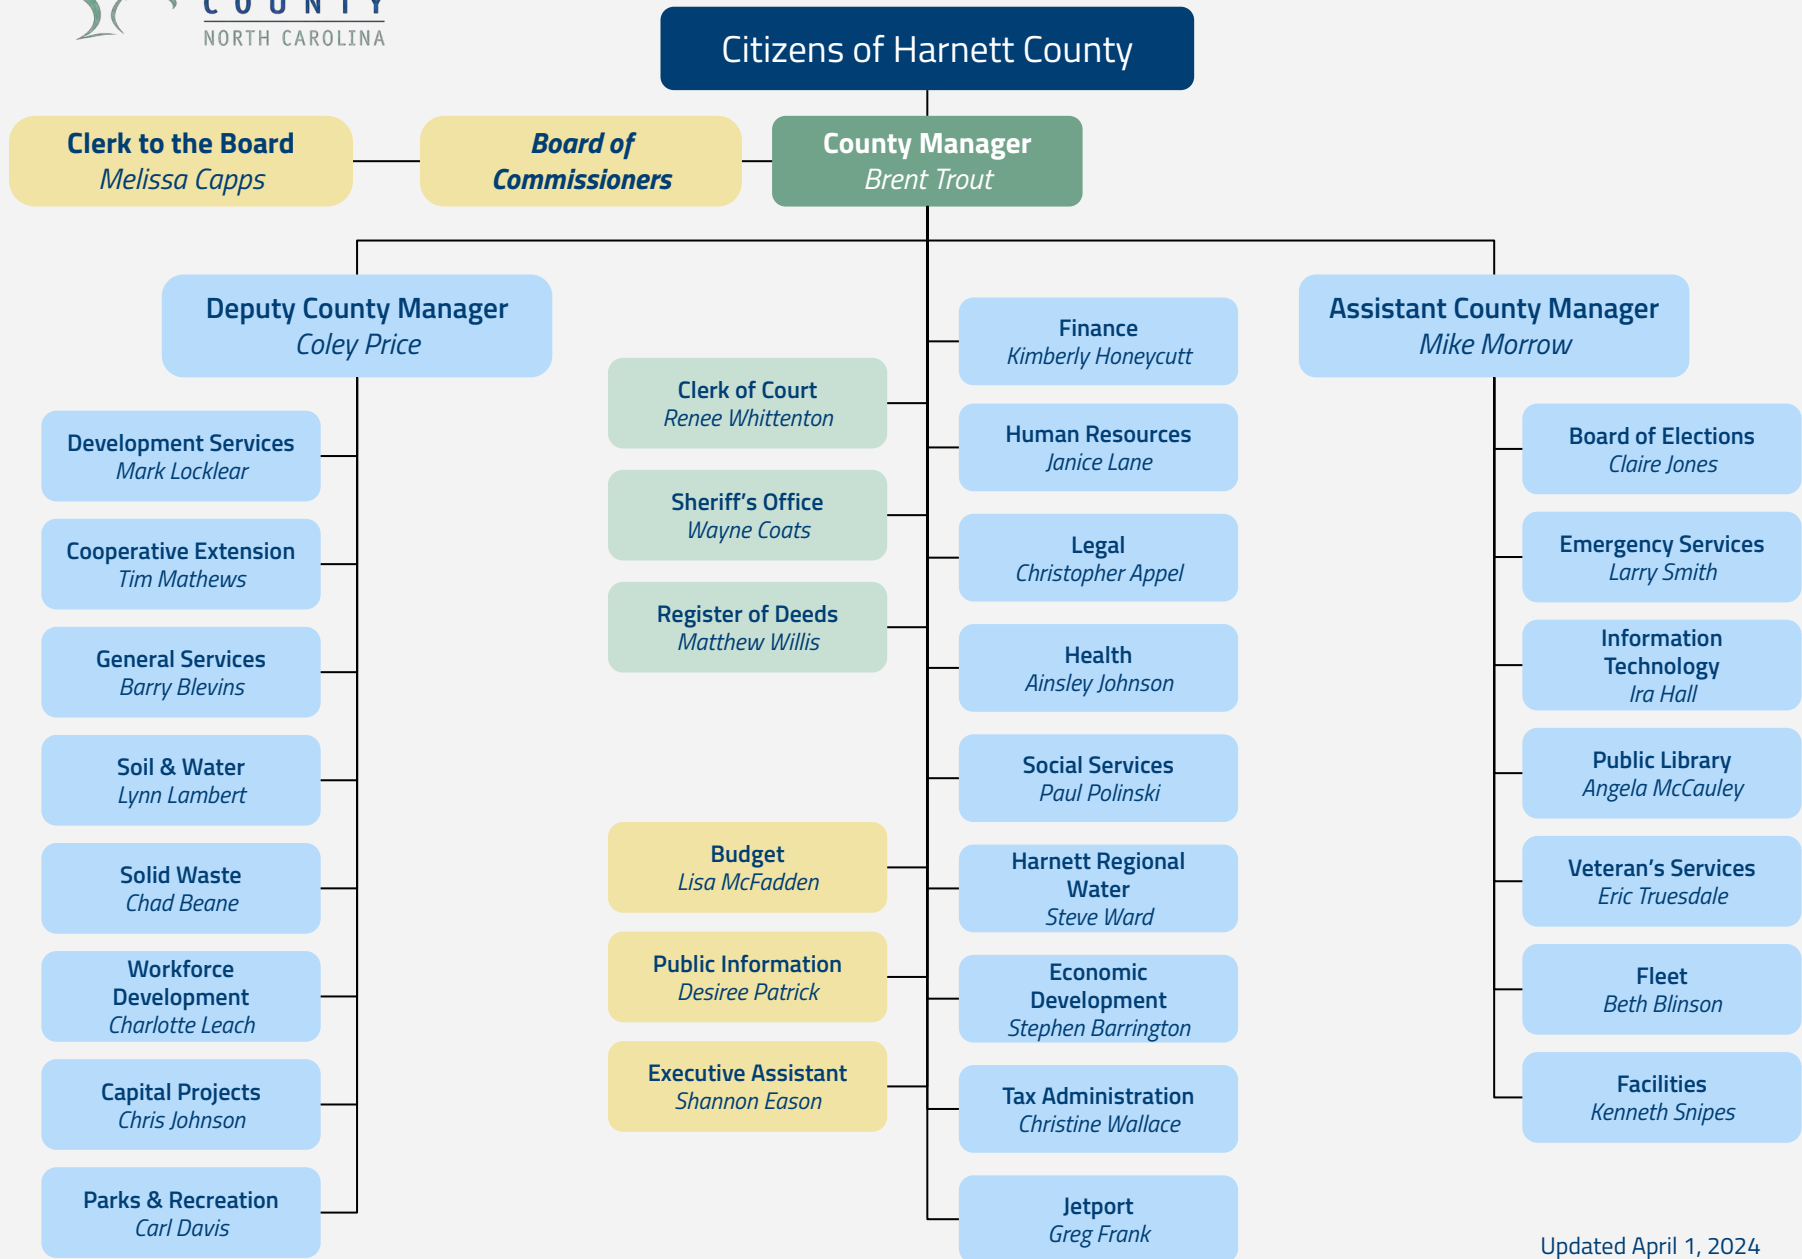 COUNTY
NORTH CAROLINA
Citizens of Harnett County
Clerk to the Board
Melissa Capps
Board of
Commissioners
County Manager
Brent Trout
Deputy County Manager
Coley Price
Development Services
Mark Locklear
Cooperative Extension
Tim Mathews
General Services
Barry Blevins
Soil & Water
Lynn Lambert
Solid Waste
Chad Beane
Workforce
Development
Charlotte Leach
Capital Projects
Chris Johnson
Parks & Recreation
Carl Davis
Clerk of Court
Renee Whittenton
Sheriff’s Office
Wayne Coats
Register of Deeds
Matthew Willis
Budget
Lisa McFadden
Public Information
Desiree Patrick
Executive Assistant
Shannon Eason
Finance
Kimberly Honeycutt
Human Resources
Janice Lane
Legal
Christopher Appel
Health
Ainsley Johnson
Social Services
Paul Polinski
Harnett Regional
Water
Steve Ward
Economic
Development
Stephen Barrington
Tax Administration
Christine Wallace
Jetport
Greg Frank
Assistant County Manager
Mike Morrow
Board of Elections
Claire Jones
Emergency Services
Larry Smith
Information
Technology
Ira Hall
Public Library
Angela McCauley
Veteran’s Services
Eric Truesdale
Fleet
Beth Blinson
Facilities
Kenneth Snipes
Updated April 1, 2024